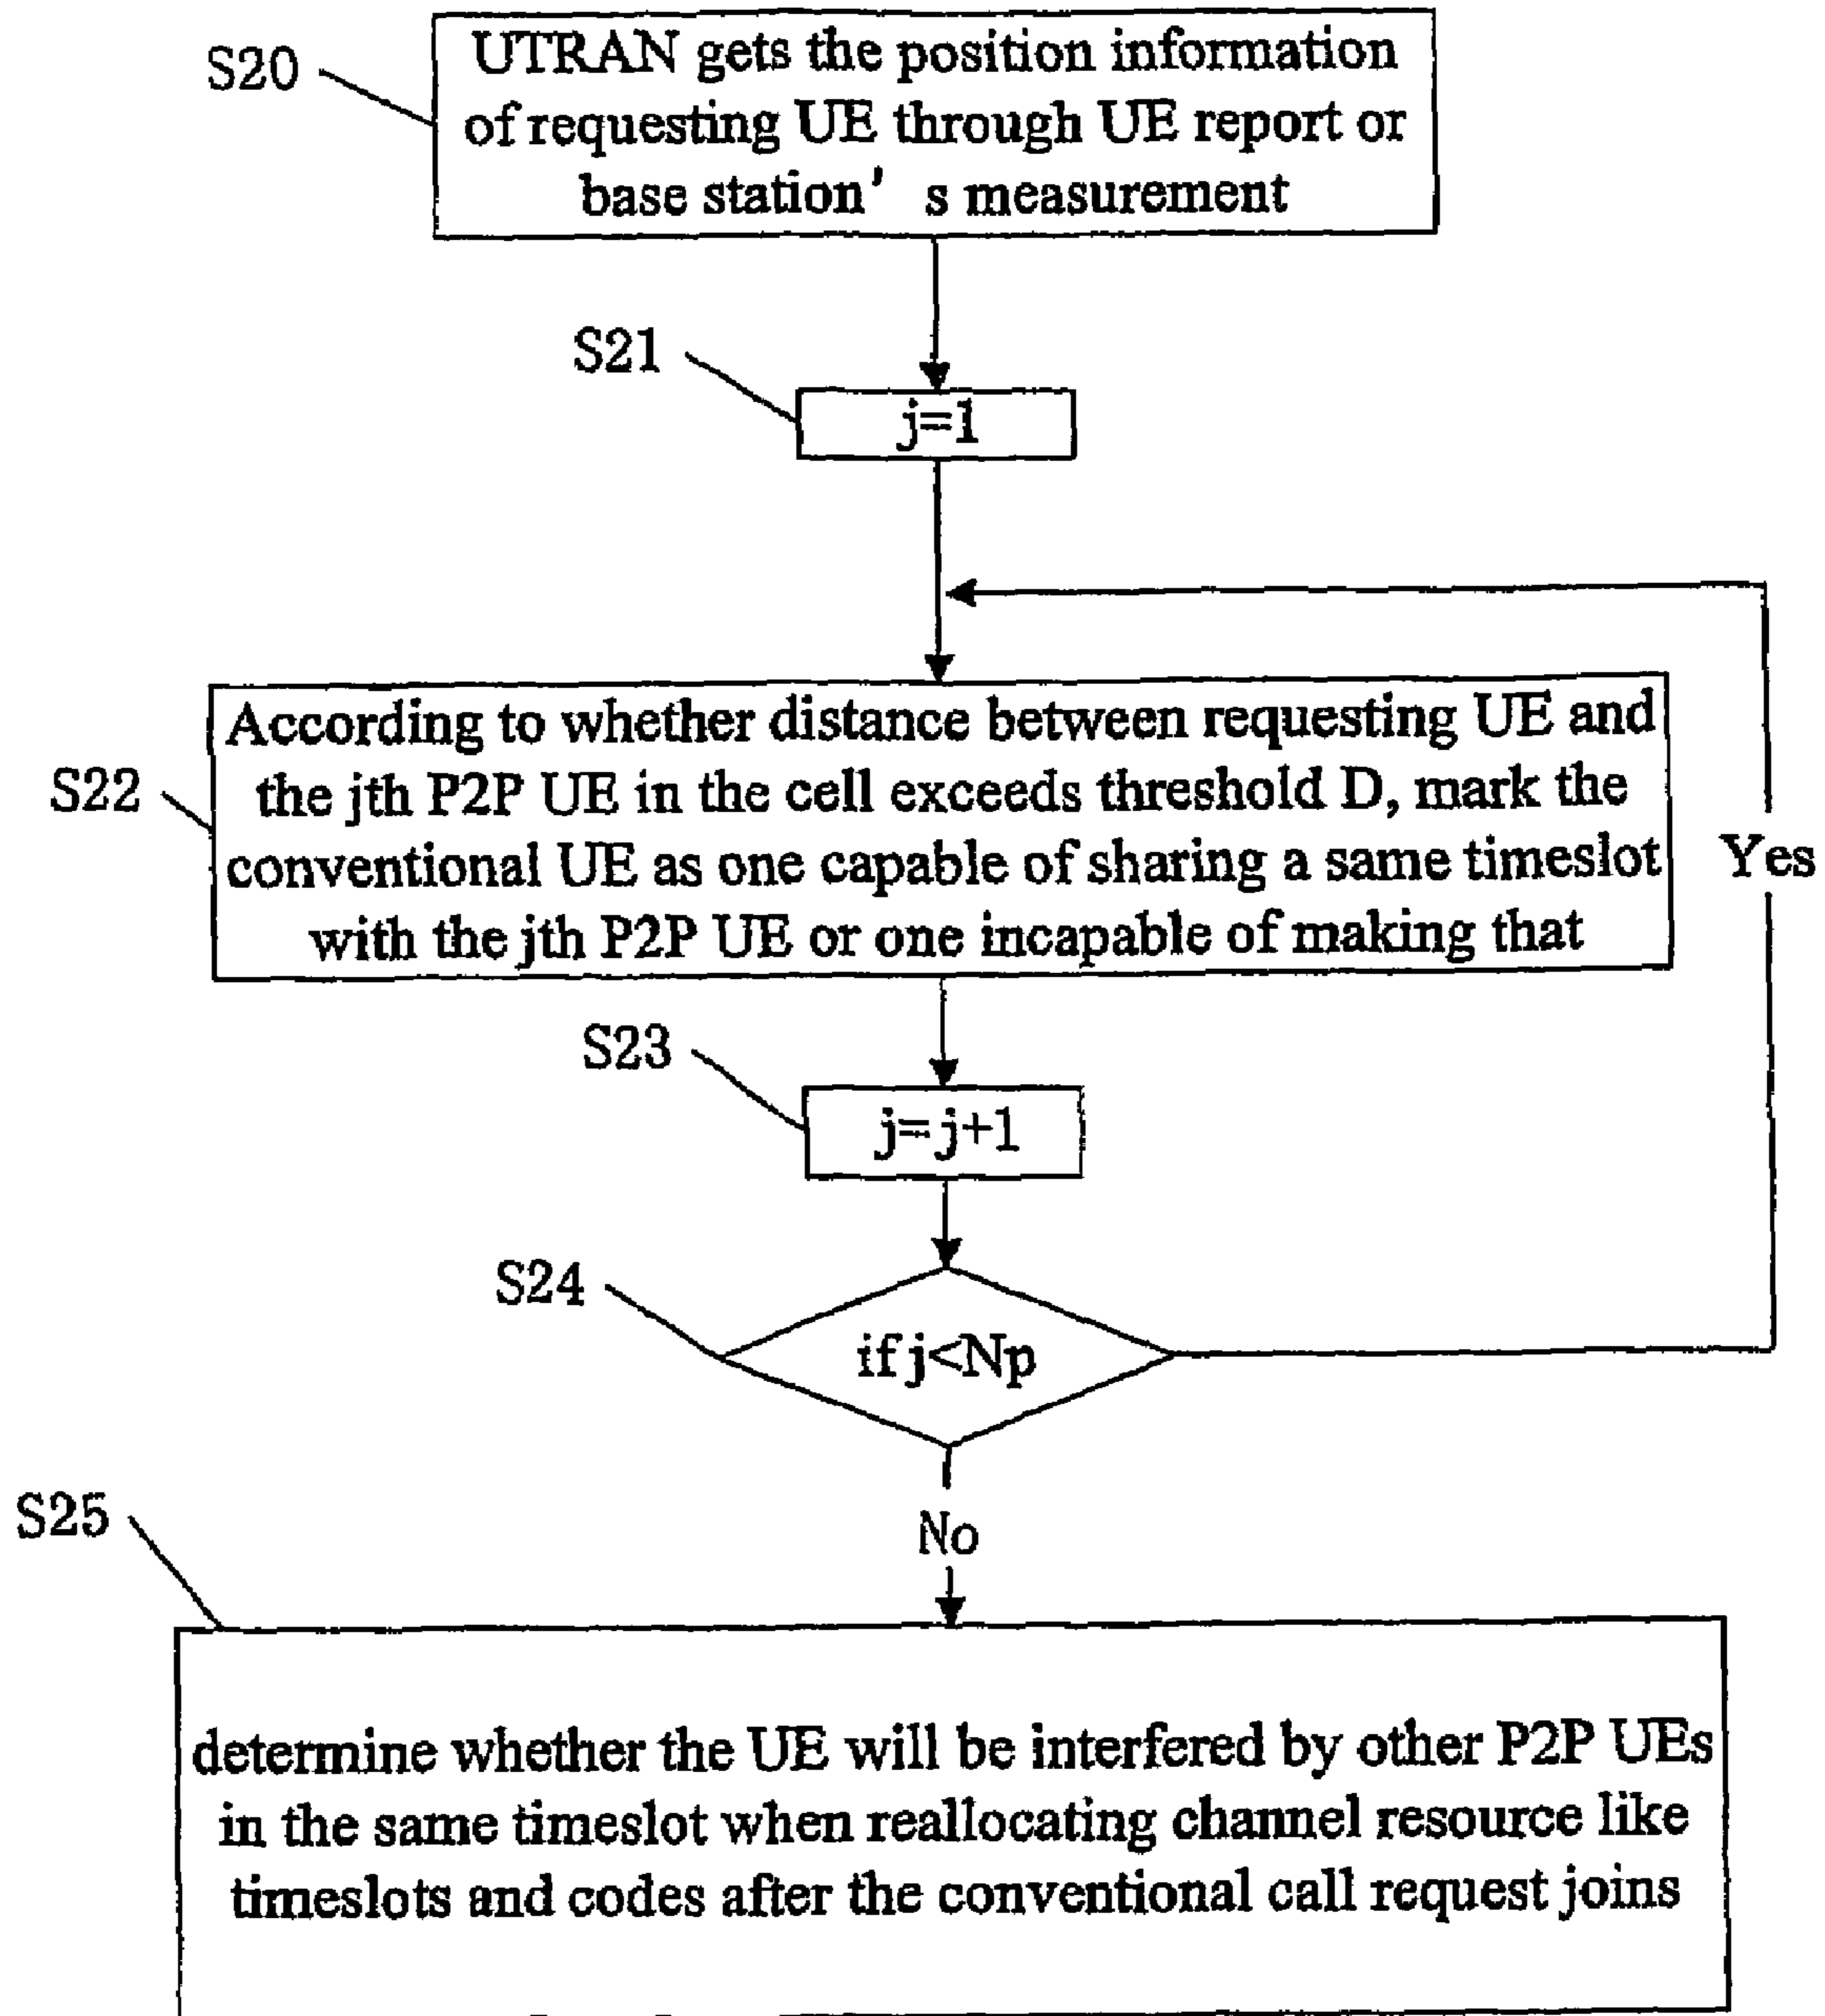 S20
UTRAN gets the position information
of requesting UE through UE report or
base station's measurement
S21
j=1
S22
According to whether distance between requesting UE and
the jth P2P UE in the cell exceeds threshold D, mark the
conventional UE as one capable of sharing a same timeslot
with the jth P2P UE or one incapable of making that
Yes
S23
j=j+1
S24
if j<Np
No
S25
determine whether the UE will be interfered by other P2P UEs
in the same timeslot when reallocating channel resource like
timeslots and codes after the conventional call request joins